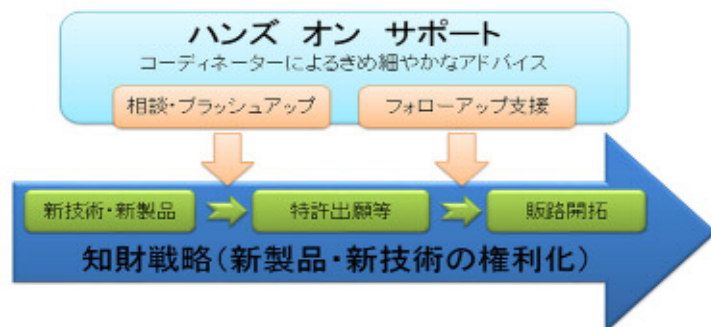 ハンズ オン サポート
コーディネーターによるきめ細やかなアドバイス
相談・ブラッシュアップ
フォローアップ支援
新技術・新製品
特許出願等
販路開拓
知財戦略(新製品・新技術の権利化)